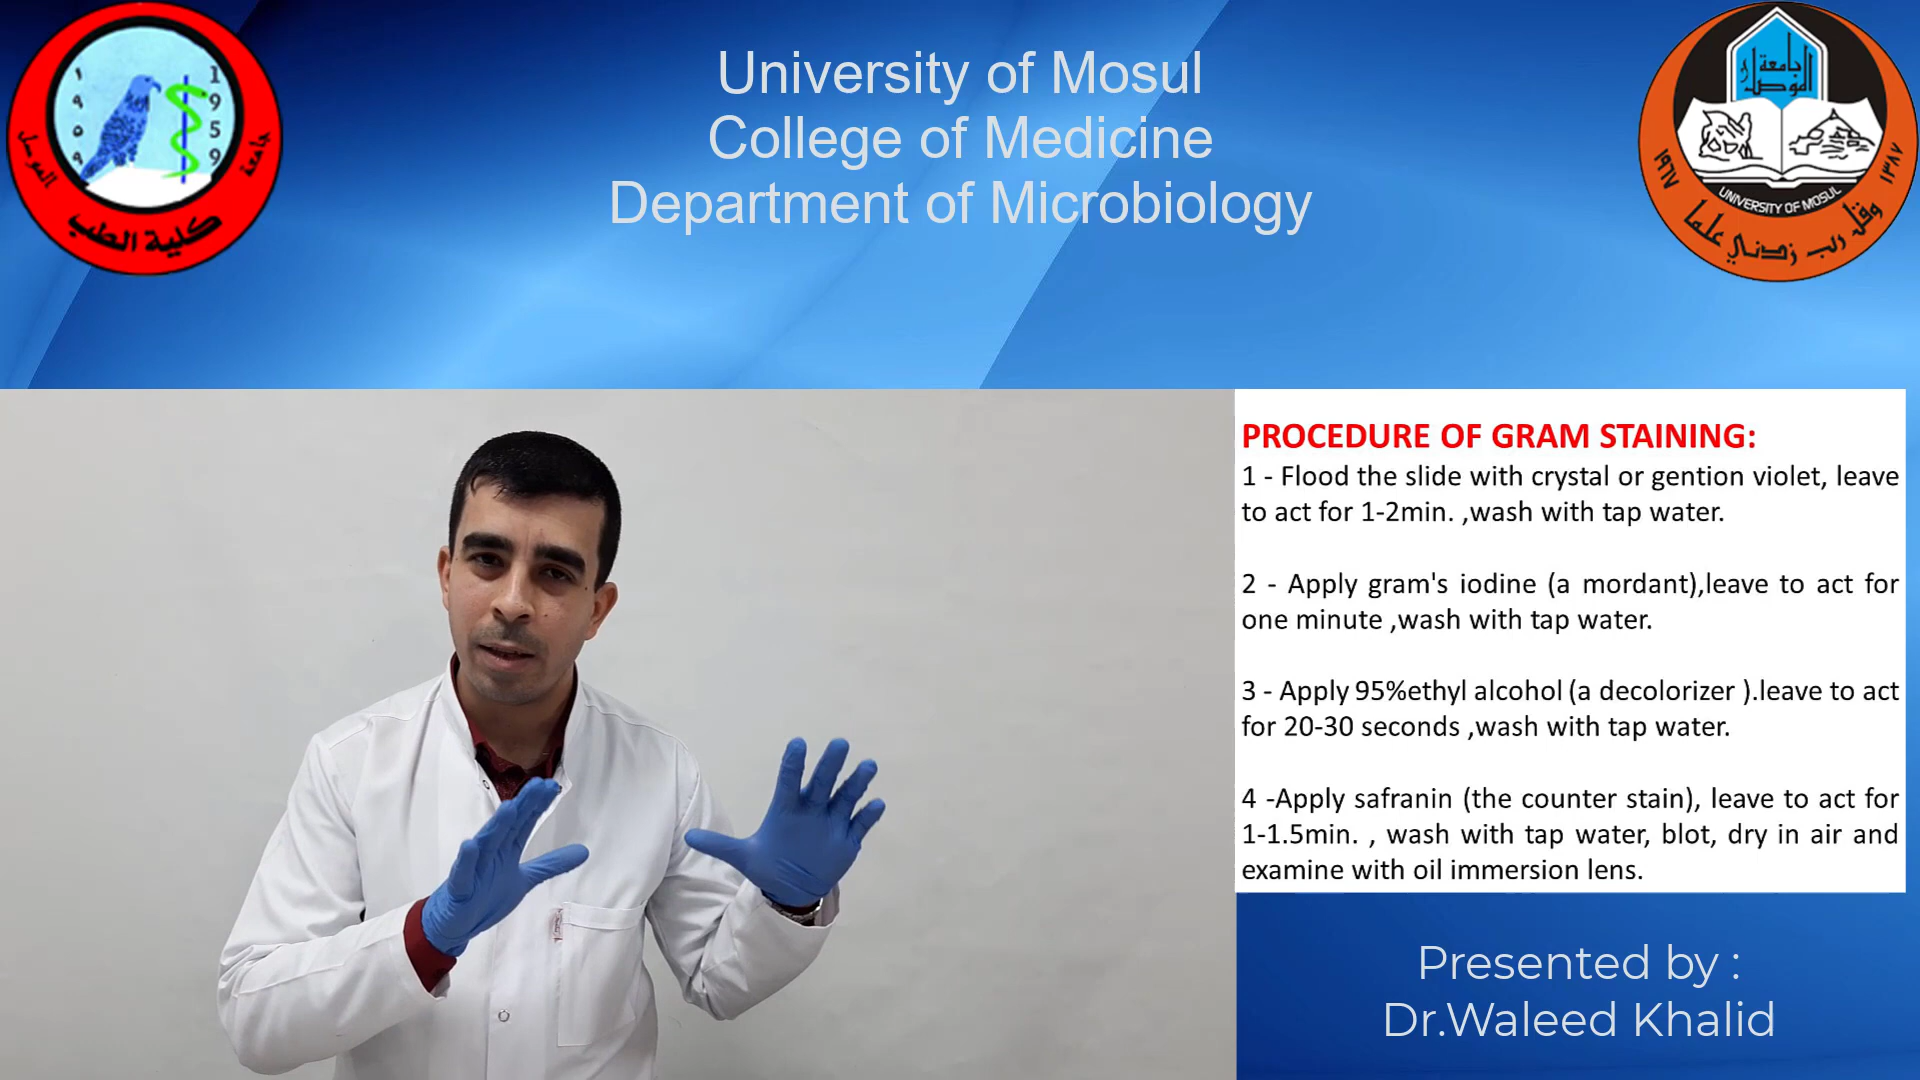 ١٩٥٩
1959
جامعة
الموصل
كلية الطب
University of Mosul
College of Medicine
Department of Microbiology
جامعة
الموصل
UNIVERSITY OF MOSUL
١٩٦٧
١٣٨٧
وقل رب زدني علما
PROCEDURE OF GRAM STAINING:
1 - Flood the slide with crystal or gention violet, leave
to act for 1-2min. ,wash with tap water.
2 - Apply gram's iodine (a mordant),leave to act for
one minute ,wash with tap water.
3 - Apply 95%ethyl alcohol (a decolorizer ).leave to act
for 20-30 seconds ,wash with tap water.
4 -Apply safranin (the counter stain), leave to act for
1-1.5min. , wash with tap water, blot, dry in air and
examine with oil immersion lens.
Presented by :
Dr.Waleed Khalid